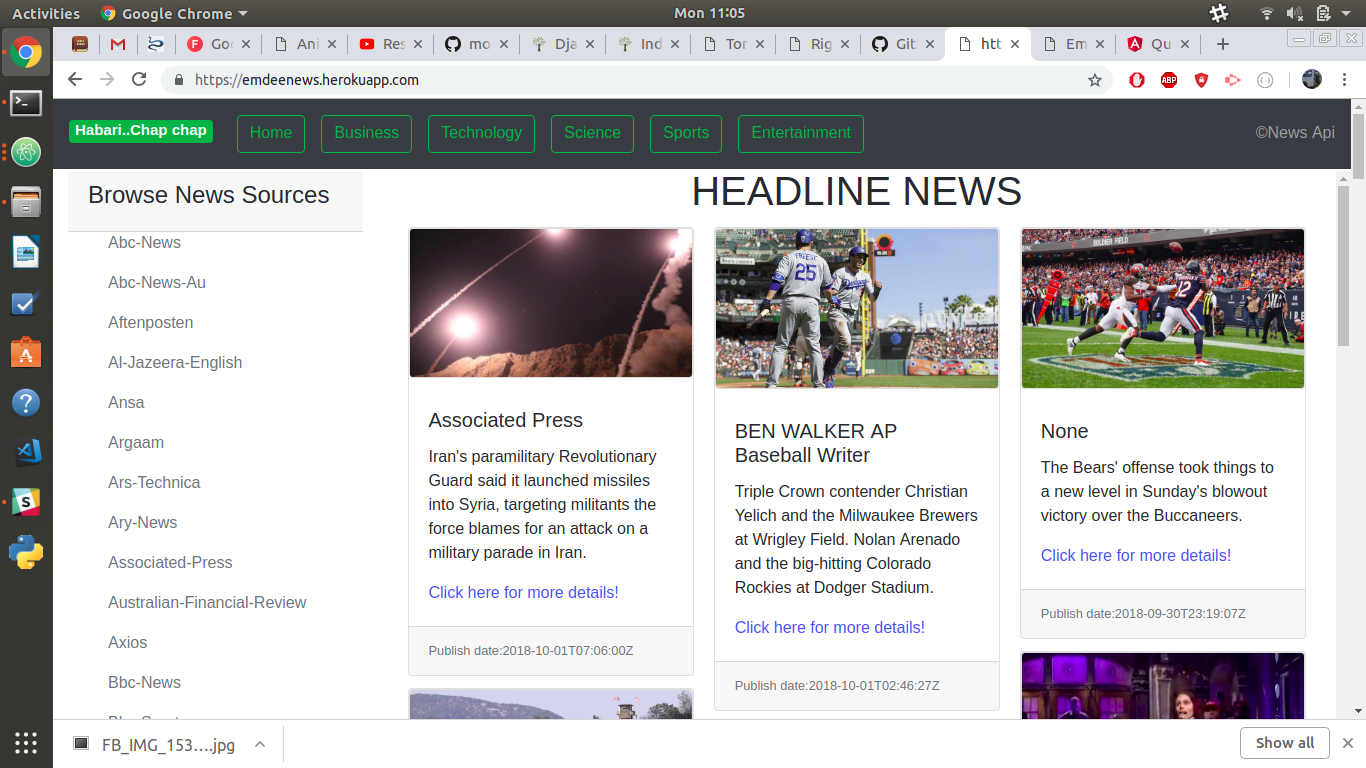 Activities
Google Chrome
Mon 11:05
Goo
Ani
Res
mo
Dja
Ind
Tor
Rig
Git
htt
Em
Qu
https://emdeenews.herokuapp.com
ABP
Habari..Chap chap
Home
Business
Technology
Science
Sports
Entertainment
©News Api
Browse News Sources
Abc-News
Abc-News-Au
Aftenposten
Al-Jazeera-English
Ansa
Argaam
Ars-Technica
Ary-News
Associated-Press
Australian-Financial-Review
Axios
Bbc-News
HEADLINE NEWS
Associated Press
Iran's paramilitary Revolutionary
Guard said it launched missiles
into Syria, targeting militants the
force blames for an attack on a
military parade in Iran.
Click here for more details!
Publish date:2018-10-01T07:06:00Z
FREESE
25
Dodgers
BEN WALKER AP
Baseball Writer
Triple Crown contender Christian
Yelich and the Milwaukee Brewers
at Wrigley Field. Nolan Arenado
and the big-hitting Colorado
Rockies at Dodger Stadium.
Click here for more details!
Publish date:2018-10-01T02:46:27Z
SOLDIER FIELD
12
None
The Bears' offense took things to
a new level in Sunday's blowout
victory over the Buccaneers.
Click here for more details!
Publish date:2018-09-30T23:19:07Z
FB_IMG_153....jpg
Show all